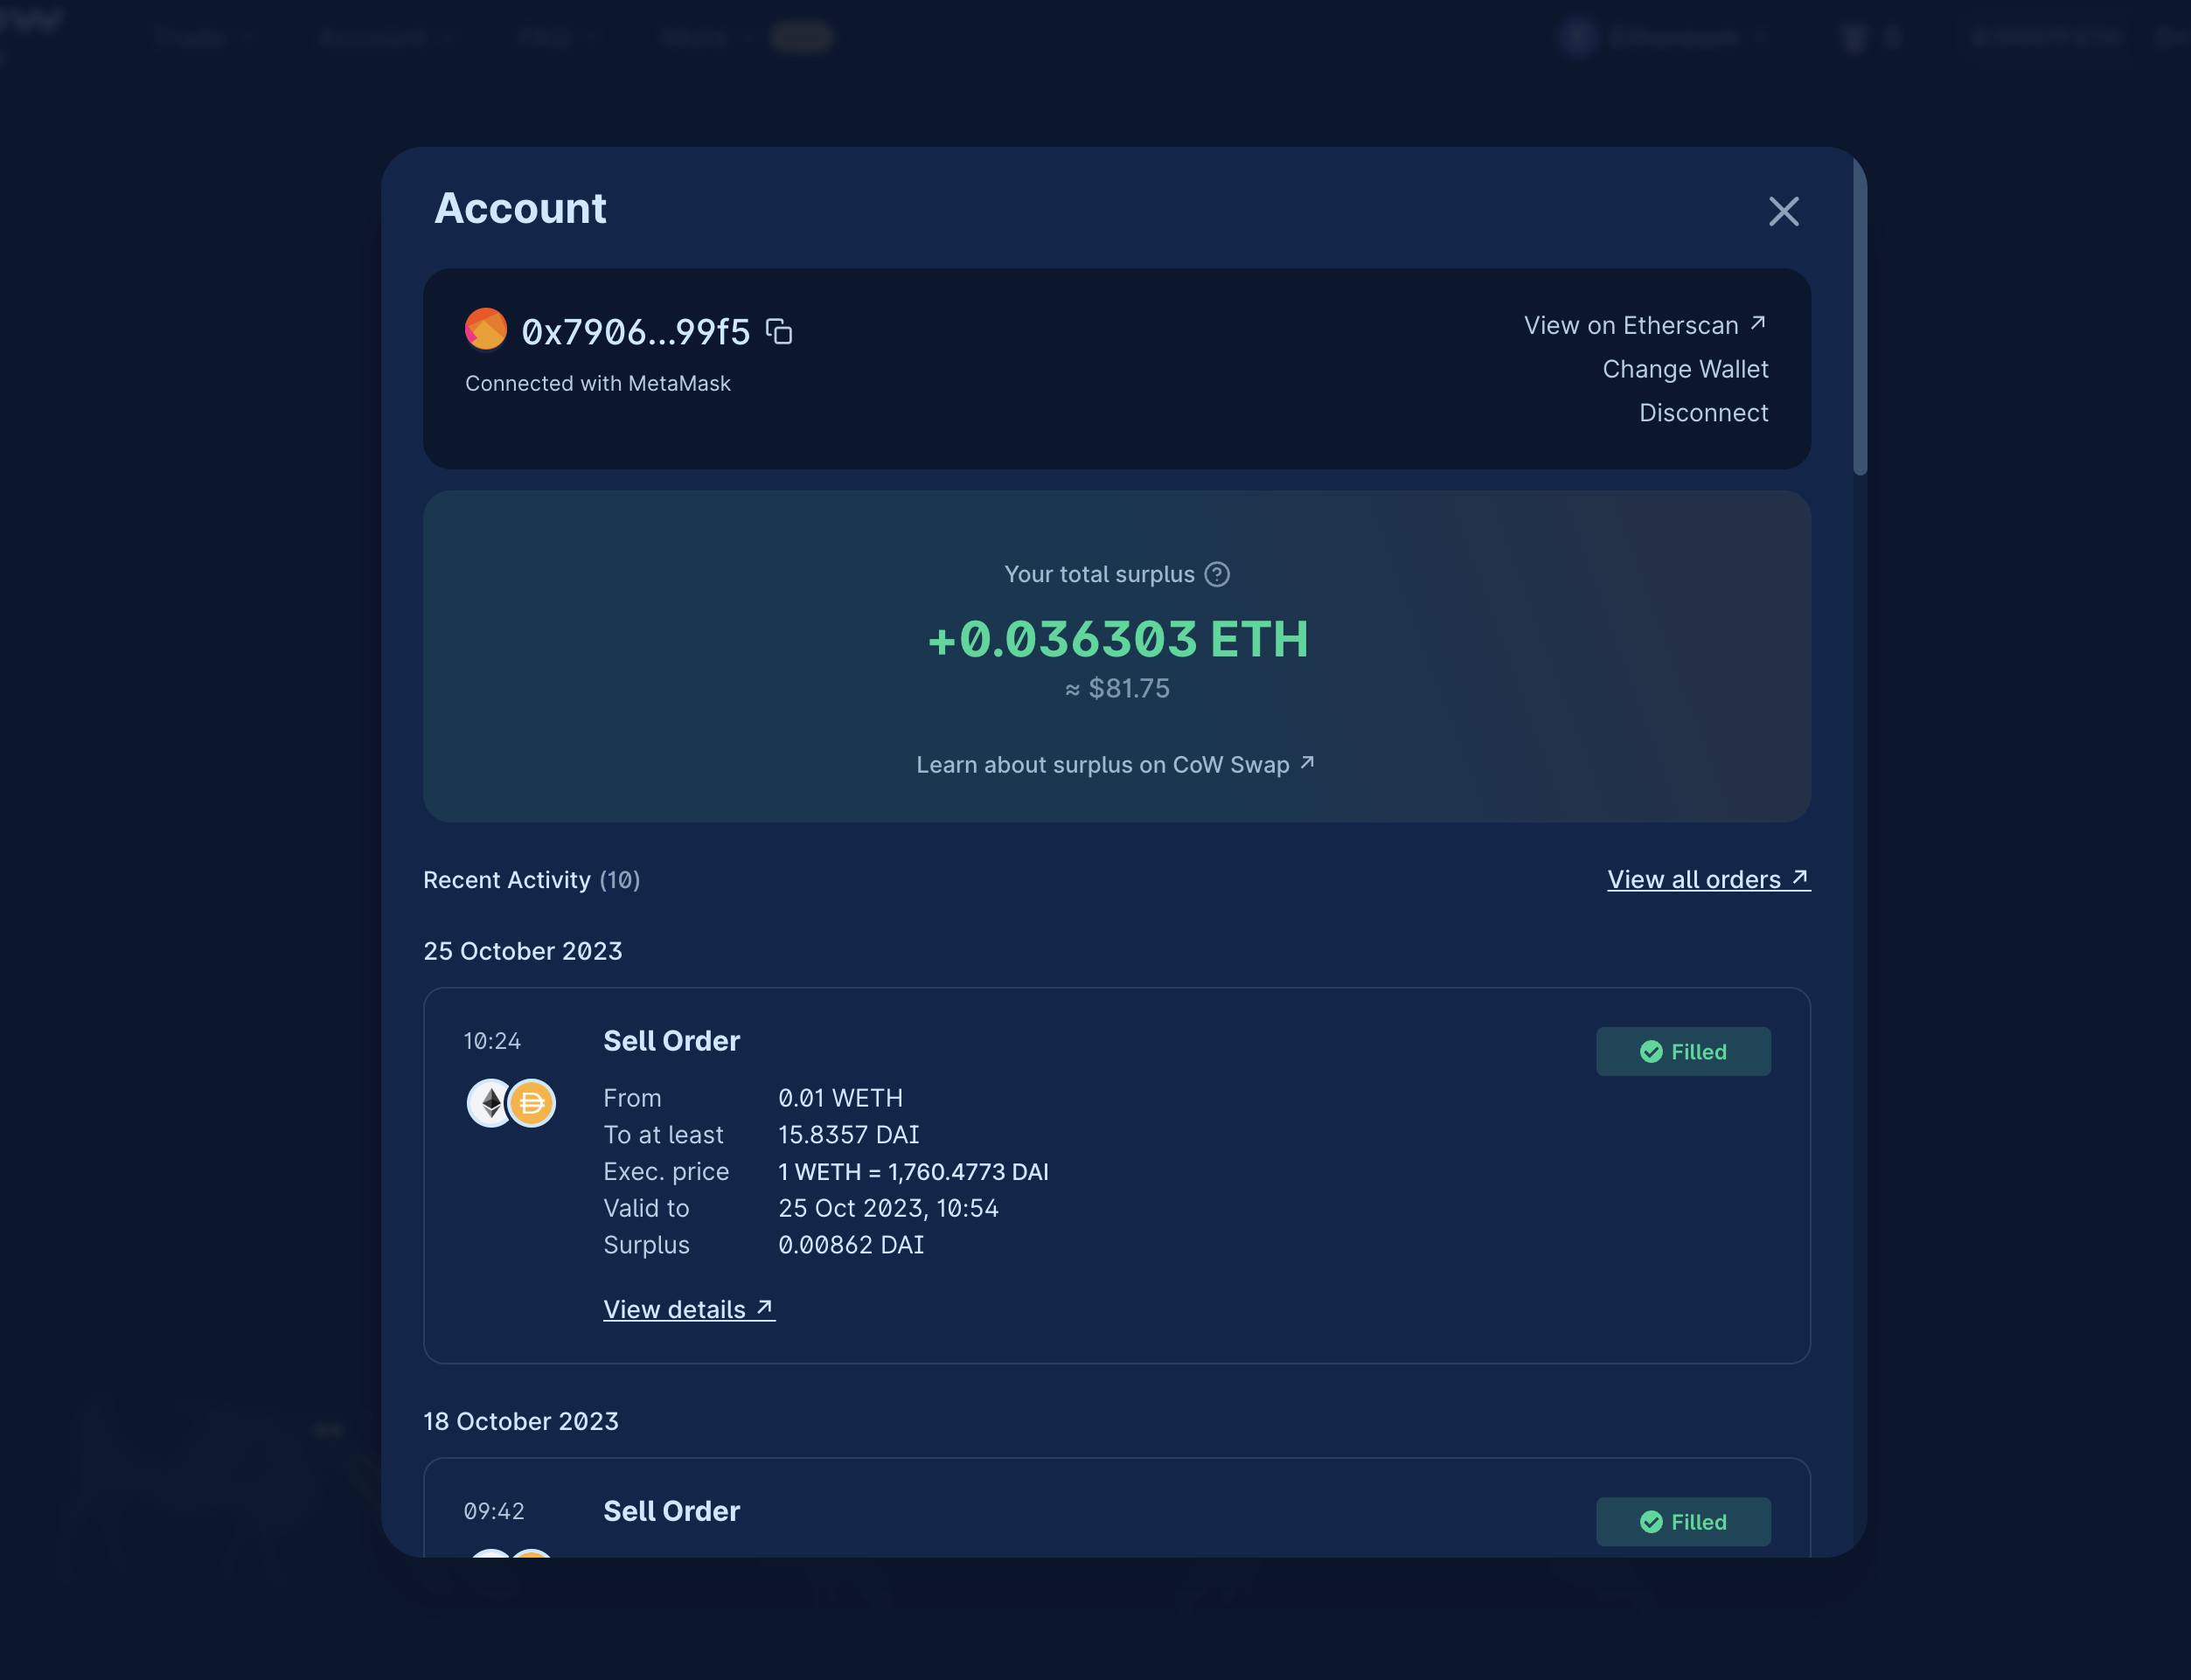 Account
0x7906...99f5
Connected with MetaMask
View on Etherscan ↗
Change Wallet
Disconnect
Your total surplus ?
+0.036303 ETH
≈ $81.75
Learn about surplus on CoW Swap ↗
Recent Activity (10)
View all orders ↗
25 October 2023
10:24
Sell Order
Filled
From 0.01 WETH
To at least 15.8357 DAI
Exec. price 1 WETH = 1,760.4773 DAI
Valid to 25 Oct 2023, 10:54
Surplus 0.00862 DAI
View details ↗
18 October 2023
09:42
Sell Order
Filled